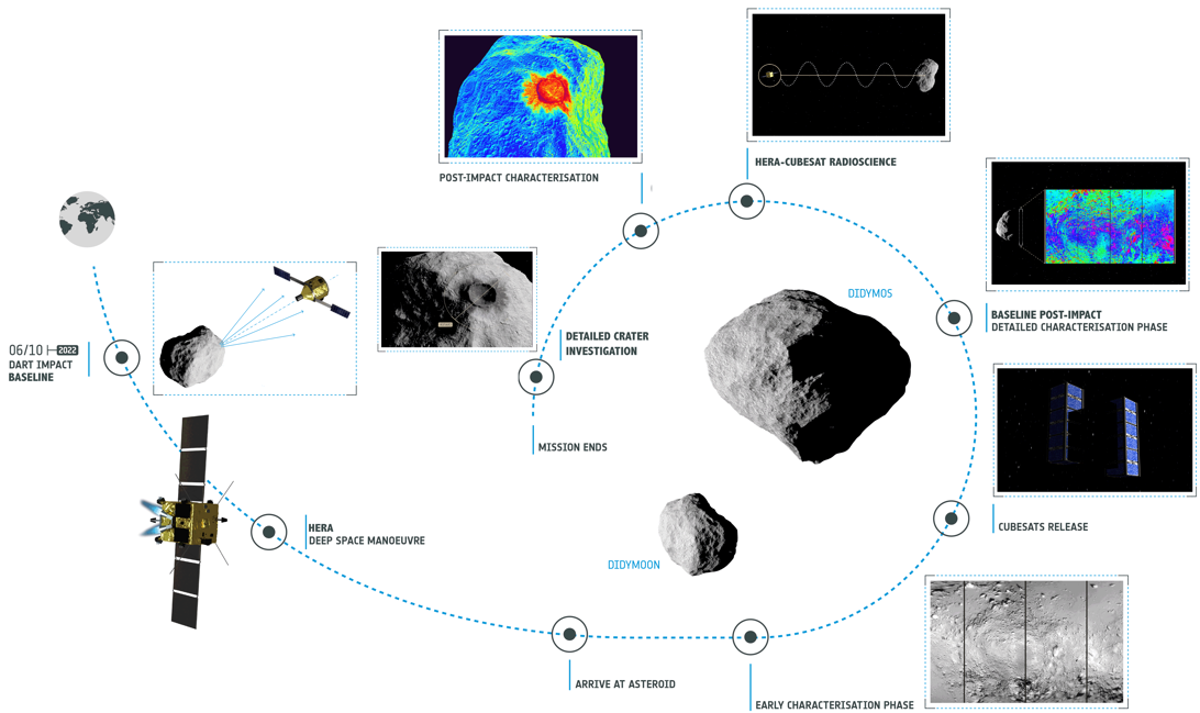 POST-IMPACT CHARACTERISATION
HERA-CUBESAT RADIOSCIENCE
DIDYMOS
BASELINE POST-IMPACT
DETAILED CHARACTERISATION PHASE
06/10 2022
DART IMPACT
BASELINE
DETAILED CRATER
INVESTIGATION
MISSION ENDS
HERA
DEEP SPACE MANOEUVRE
CUBESATS RELEASE
DIDYMOON
ARRIVE AT ASTEROID
EARLY CHARACTERISATION PHASE